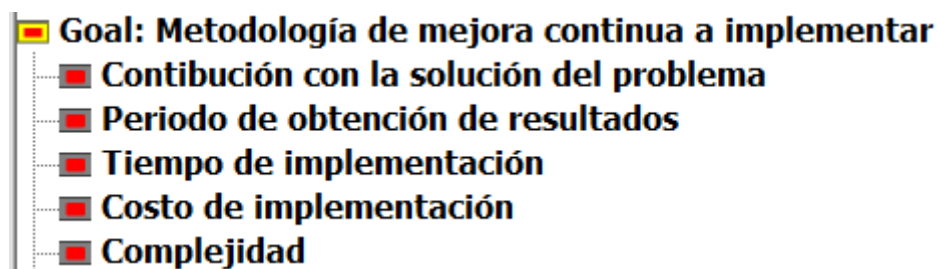 Goal: Metodología de mejora continua a implementar
Contibución con la solución del problema
Periodo de obtención de resultados
Tiempo de implementación
Costo de implementación
Complejidad